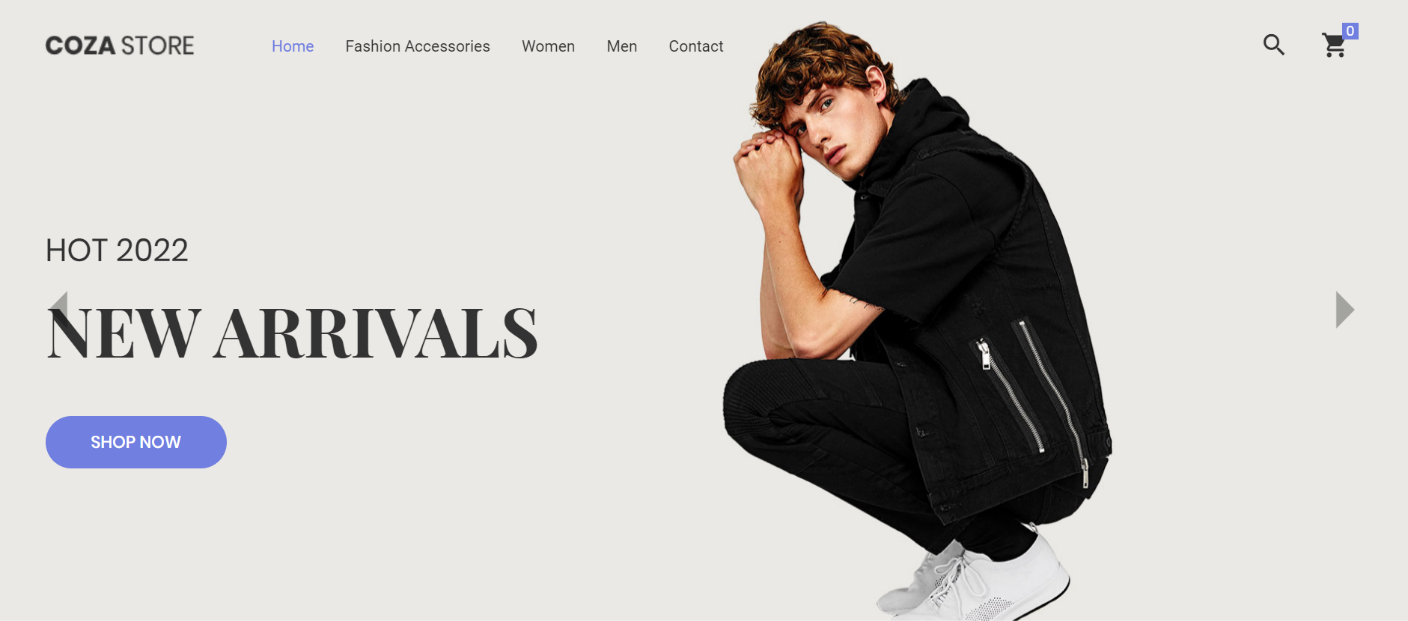 COZA STORE
Home Fashion Accessories Women Men Contact
0
HOT 2022
NEW ARRIVALS
SHOP NOW